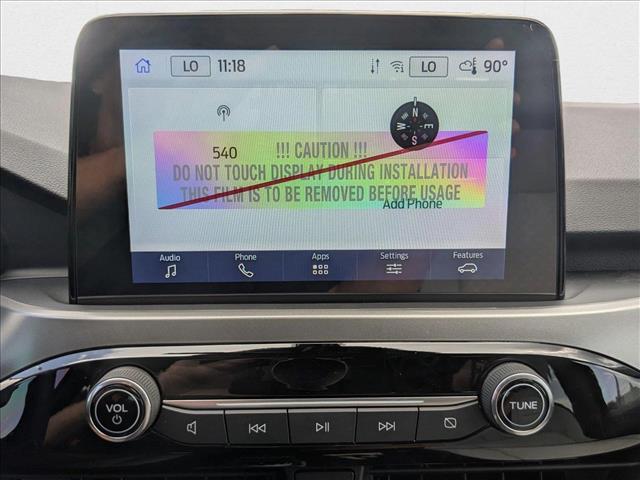 LO 11:18 LO 90°
N
W E
S
540
!!! CAUTION !!!
DO NOT TOUCH DISPLAY DURING INSTALLATION
THIS FILM IS TO BE REMOVED BEFORE USAGE
Add Phone
Audio Phone Apps Settings Features
VOL TUNE